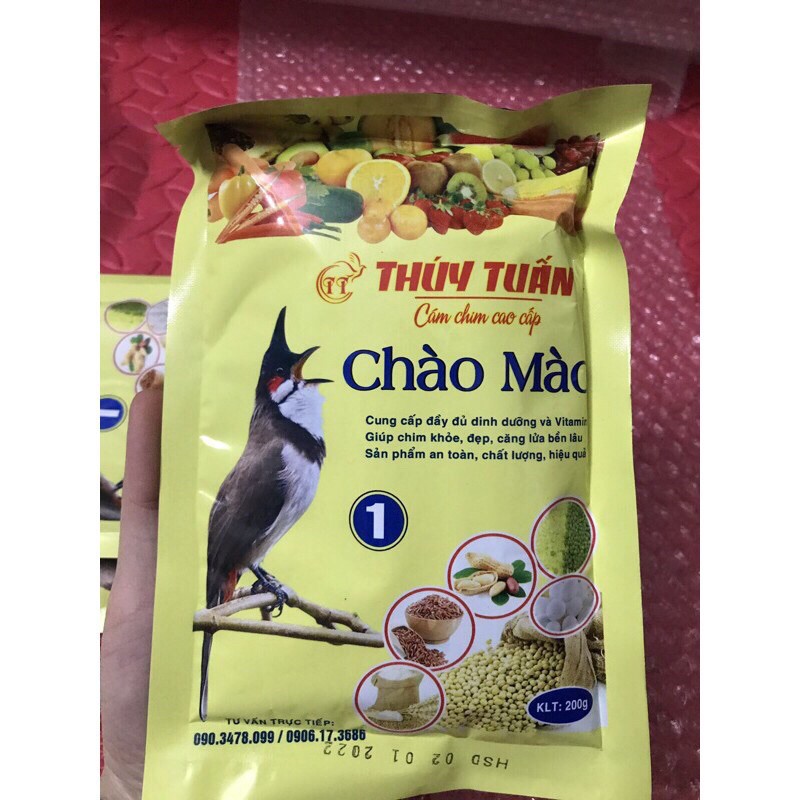 TT
THÚY TUẤN
Cám chim cao cấp
Chào Mào
Cung cấp đầy đủ dinh dưỡng và Vitamin
Giúp chim khỏe, đẹp, căng lửa bền lâu
Sản phẩm an toàn, chất lượng, hiệu quả
1
KLT: 200g
TƯ VẤN TRỰC TIẾP:
090.3478.099 / 0906.17.3686
HSD 02 01 2022